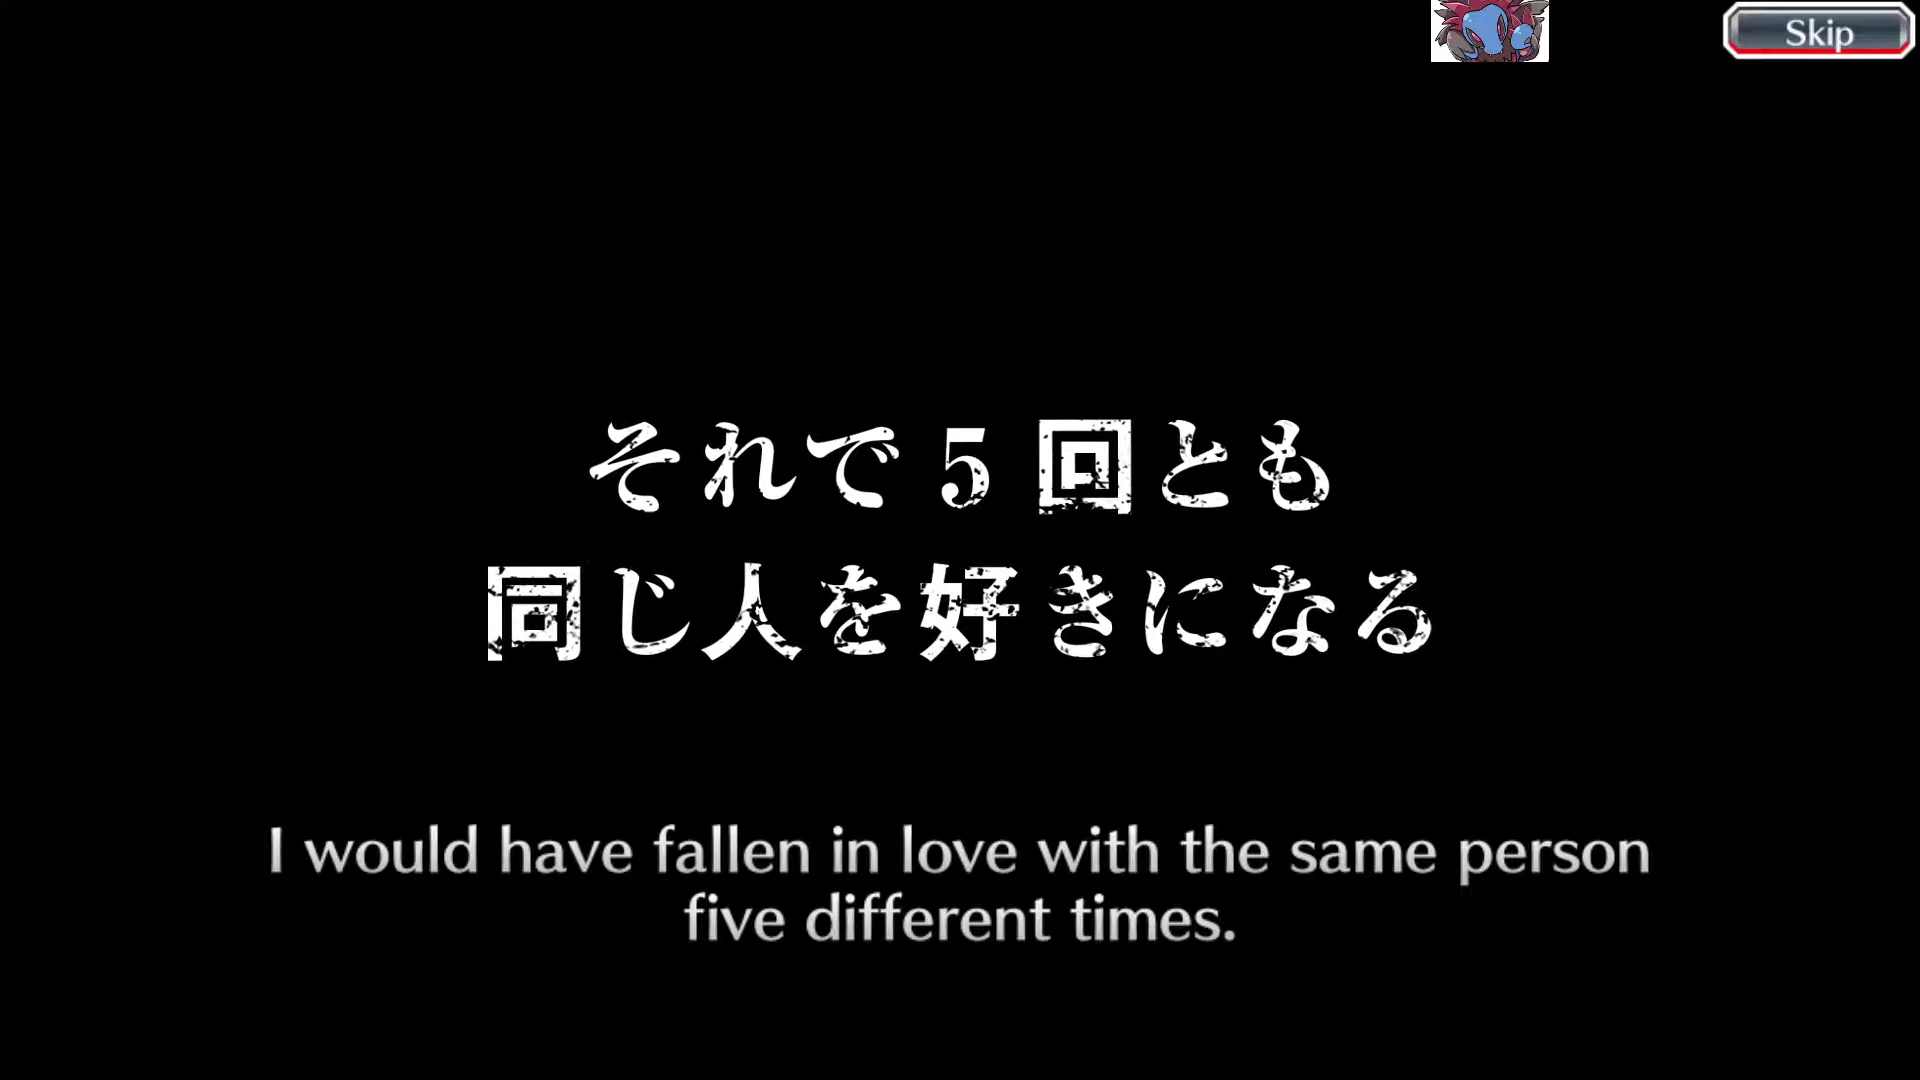 Skip
それで5回とも
同じ人を好きになる
I would have fallen in love with the same person
five different times.